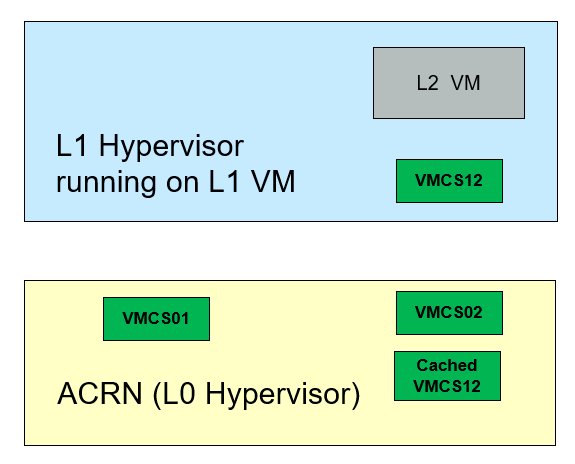 L2 VM
L1 Hypervisor
running on L1 VM
VMCS12
VMCS01
VMCS02
Cached
VMCS12
ACRN (L0 Hypervisor)